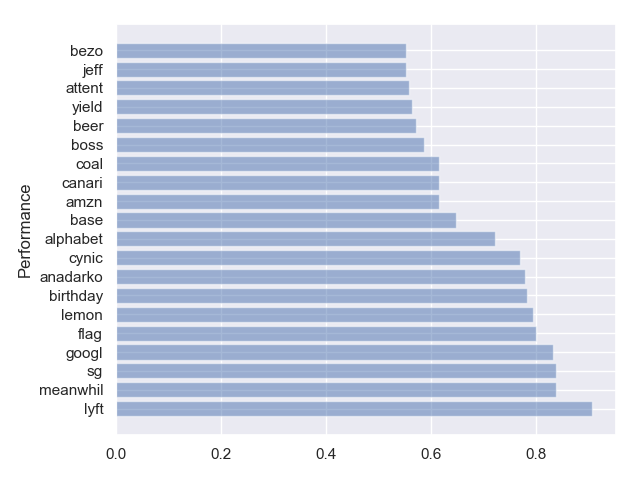 bezo
jeff
attent
yield
beer
boss
coal
canari
amzn
base
alphabet
cynic
anadarko
birthday
lemon
flag
googl
sg
meanwhil
lyft
Performance
0.0 0.2 0.4 0.6 0.8